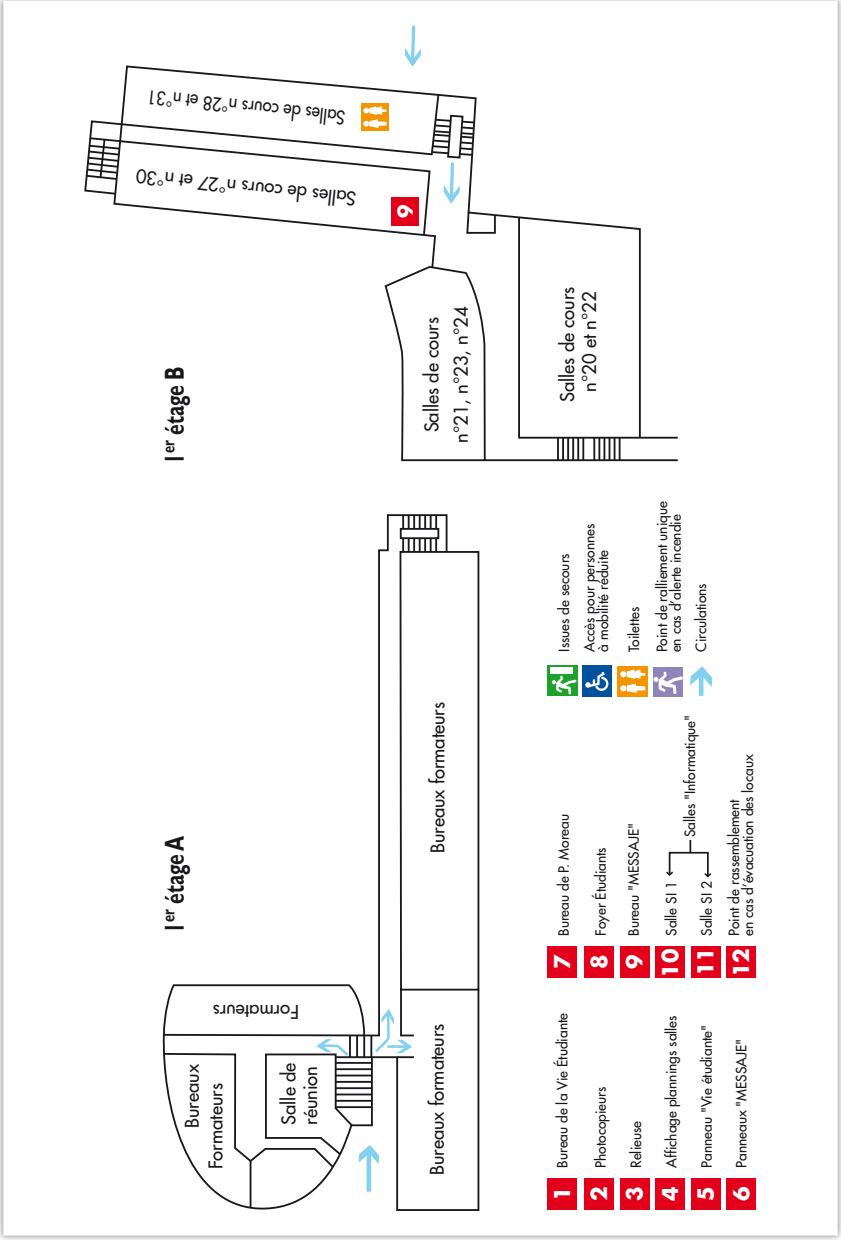 1er étage A
Bureaux
Formateurs
Formateurs
Salle de
réunion
Bureaux formateurs
Bureaux formateurs
1er étage B
Salles de cours n°28 et n°31
Salles de cours n°27 et n°30
9
Salles de cours
n°21, n°23, n°24
Salles de cours
n°20 et n°22
1 Bureau de la Vie Étudiante
2 Photocopieurs
3 Relieuse
4 Affichage plannings salles
5 Panneau "Vie étudiante"
6 Panneaux "MESSAJE"
7 Bureau de P. Moreau
8 Foyer Étudiants
9 Bureau "MESSAJE"
10 Salle SI 1
11 Salle SI 2
Salles "Informatique"
12 Point de rassemblement
en cas d'évacuation des locaux
Issues de secours
Accès pour personnes
à mobilité réduite
Toilettes
Point de ralliement unique
en cas d'alerte incendie
Circulations